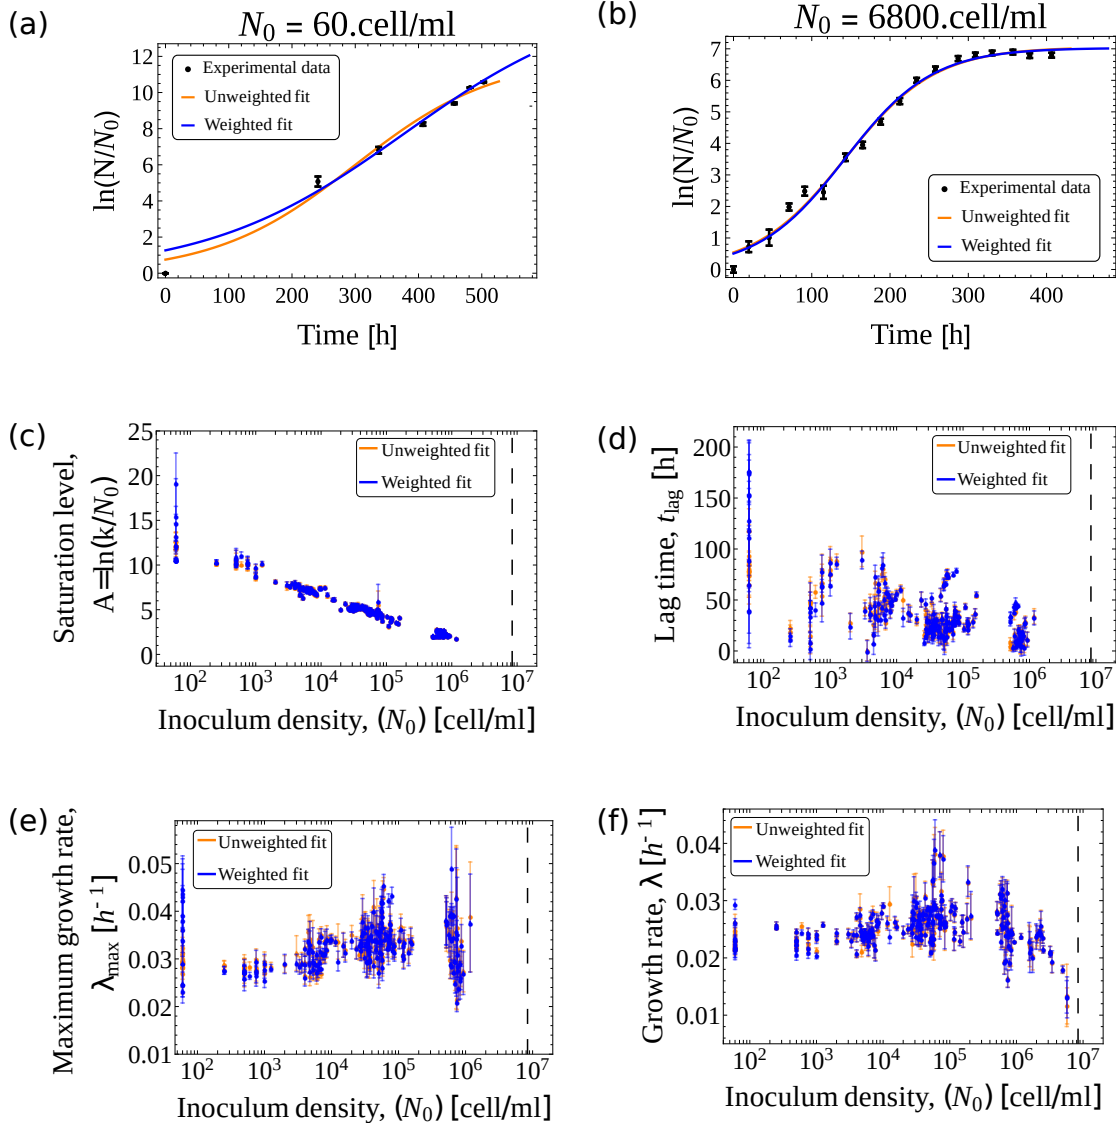 (a)
N0 = 60.cell/ml
12
10
8
6
4
2
0
ln(N/N0)
Experimental data
Unweighted fit
Weighted fit
0 100 200 300 400 500
Time [h]
(b)
N0 = 6800.cell/ml
7
6
5
4
3
2
1
0
ln(N/N0)
Experimental data
Unweighted fit
Weighted fit
0 100 200 300 400
Time [h]
(c)
25
20
15
10
5
0
Saturation level,
A=ln(k/N0)
Unweighted fit
Weighted fit
10^2 10^3 10^4 10^5 10^6 10^7
Inoculum density, (N0) [cell/ml]
(d)
200
150
100
50
0
Lag time, tlag [h]
Unweighted fit
Weighted fit
10^2 10^3 10^4 10^5 10^6 10^7
Inoculum density, (N0) [cell/ml]
(e)
0.05
0.04
0.03
0.02
0.01
Maximum growth rate,
λmax [h^-1]
Unweighted fit
Weighted fit
10^2 10^3 10^4 10^5 10^6 10^7
Inoculum density, (N0) [cell/ml]
(f)
0.04
0.03
0.02
0.01
Growth rate, λ [h^-1]
Unweighted fit
Weighted fit
10^2 10^3 10^4 10^5 10^6 10^7
Inoculum density, (N0) [cell/ml]